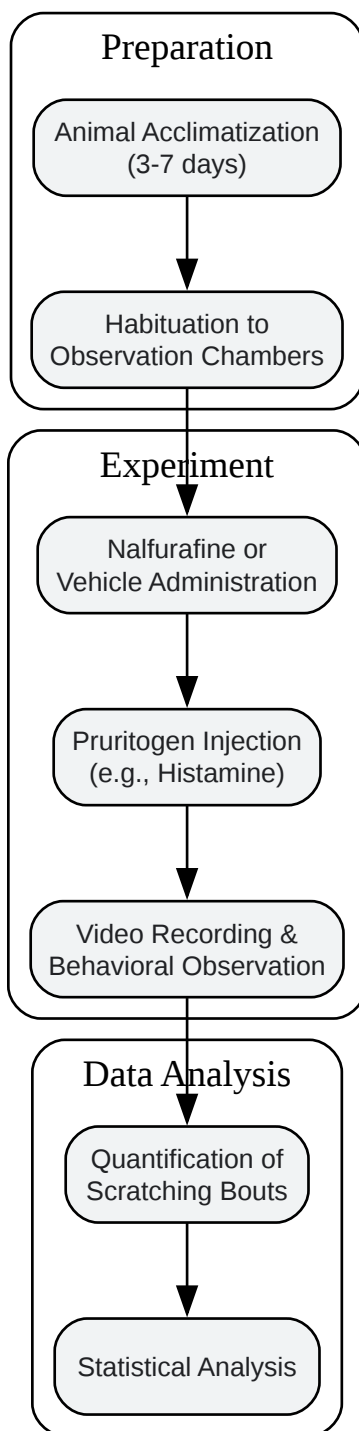 Preparation
Animal Acclimatization
(3-7 days)
Habituation to
Observation Chambers
Experiment
Nalfurafine or
Vehicle Administration
Pruritogen Injection
(e.g., Histamine)
Video Recording &
Behavioral Observation
Data Analysis
Quantification of
Scratching Bouts
Statistical Analysis